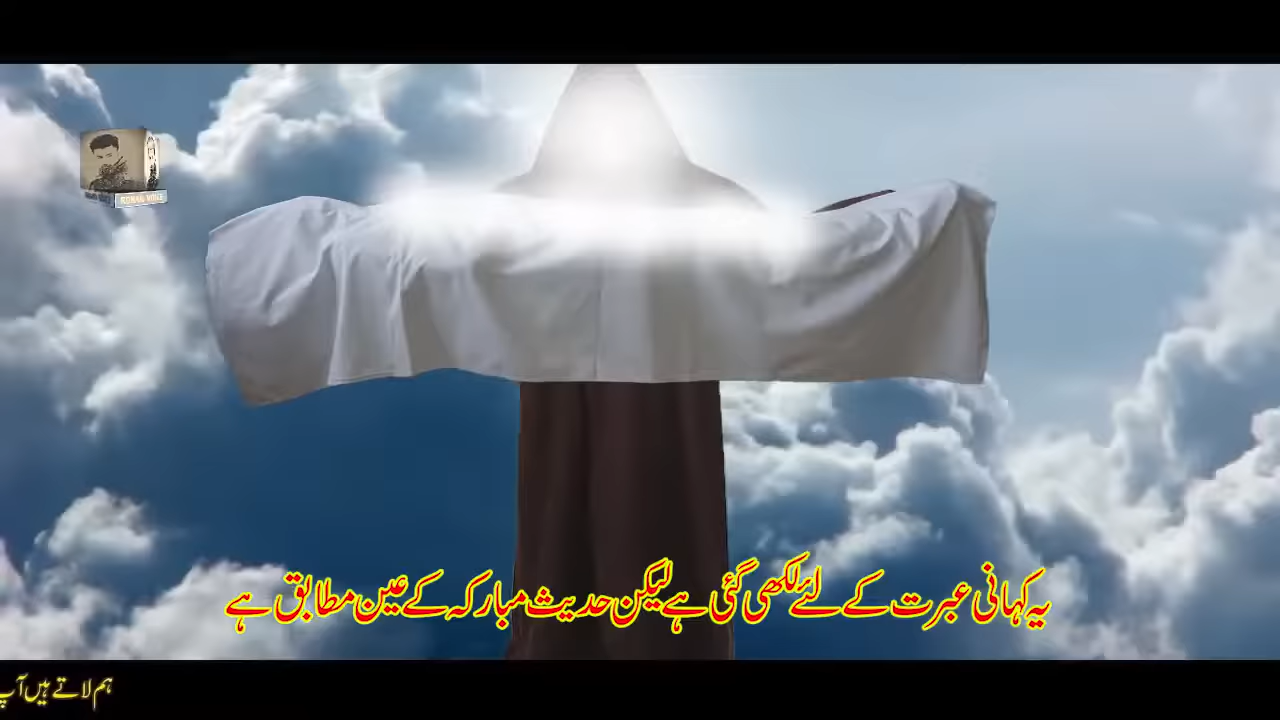 یہ کہانی عبرت کے لئے لکھی گئی ہے لیکن حدیث مبارکہ کے عین مطابق ہے
ہم لاتے ہیں آپ